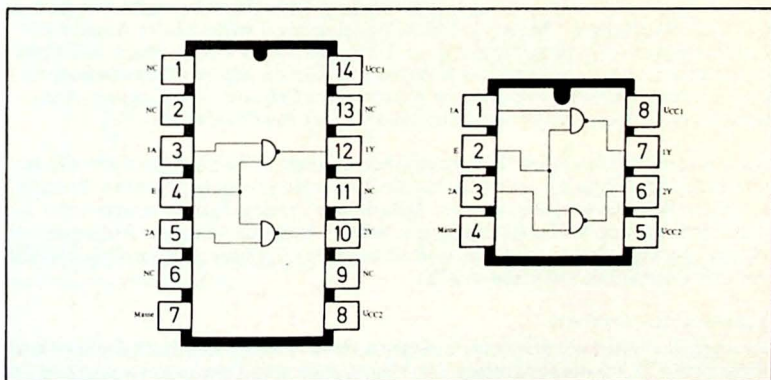 NC 1 14 UCC1
NC 2 13 NC
1A 3 12 1Y
E 4 11 NC
2A 5 10 2Y
NC 6 9 NC
Masse 7 8 UCC2
1A 1 8 UCC1
E 2 7 1Y
2A 3 6 2Y
Masse 4 5 UCC2